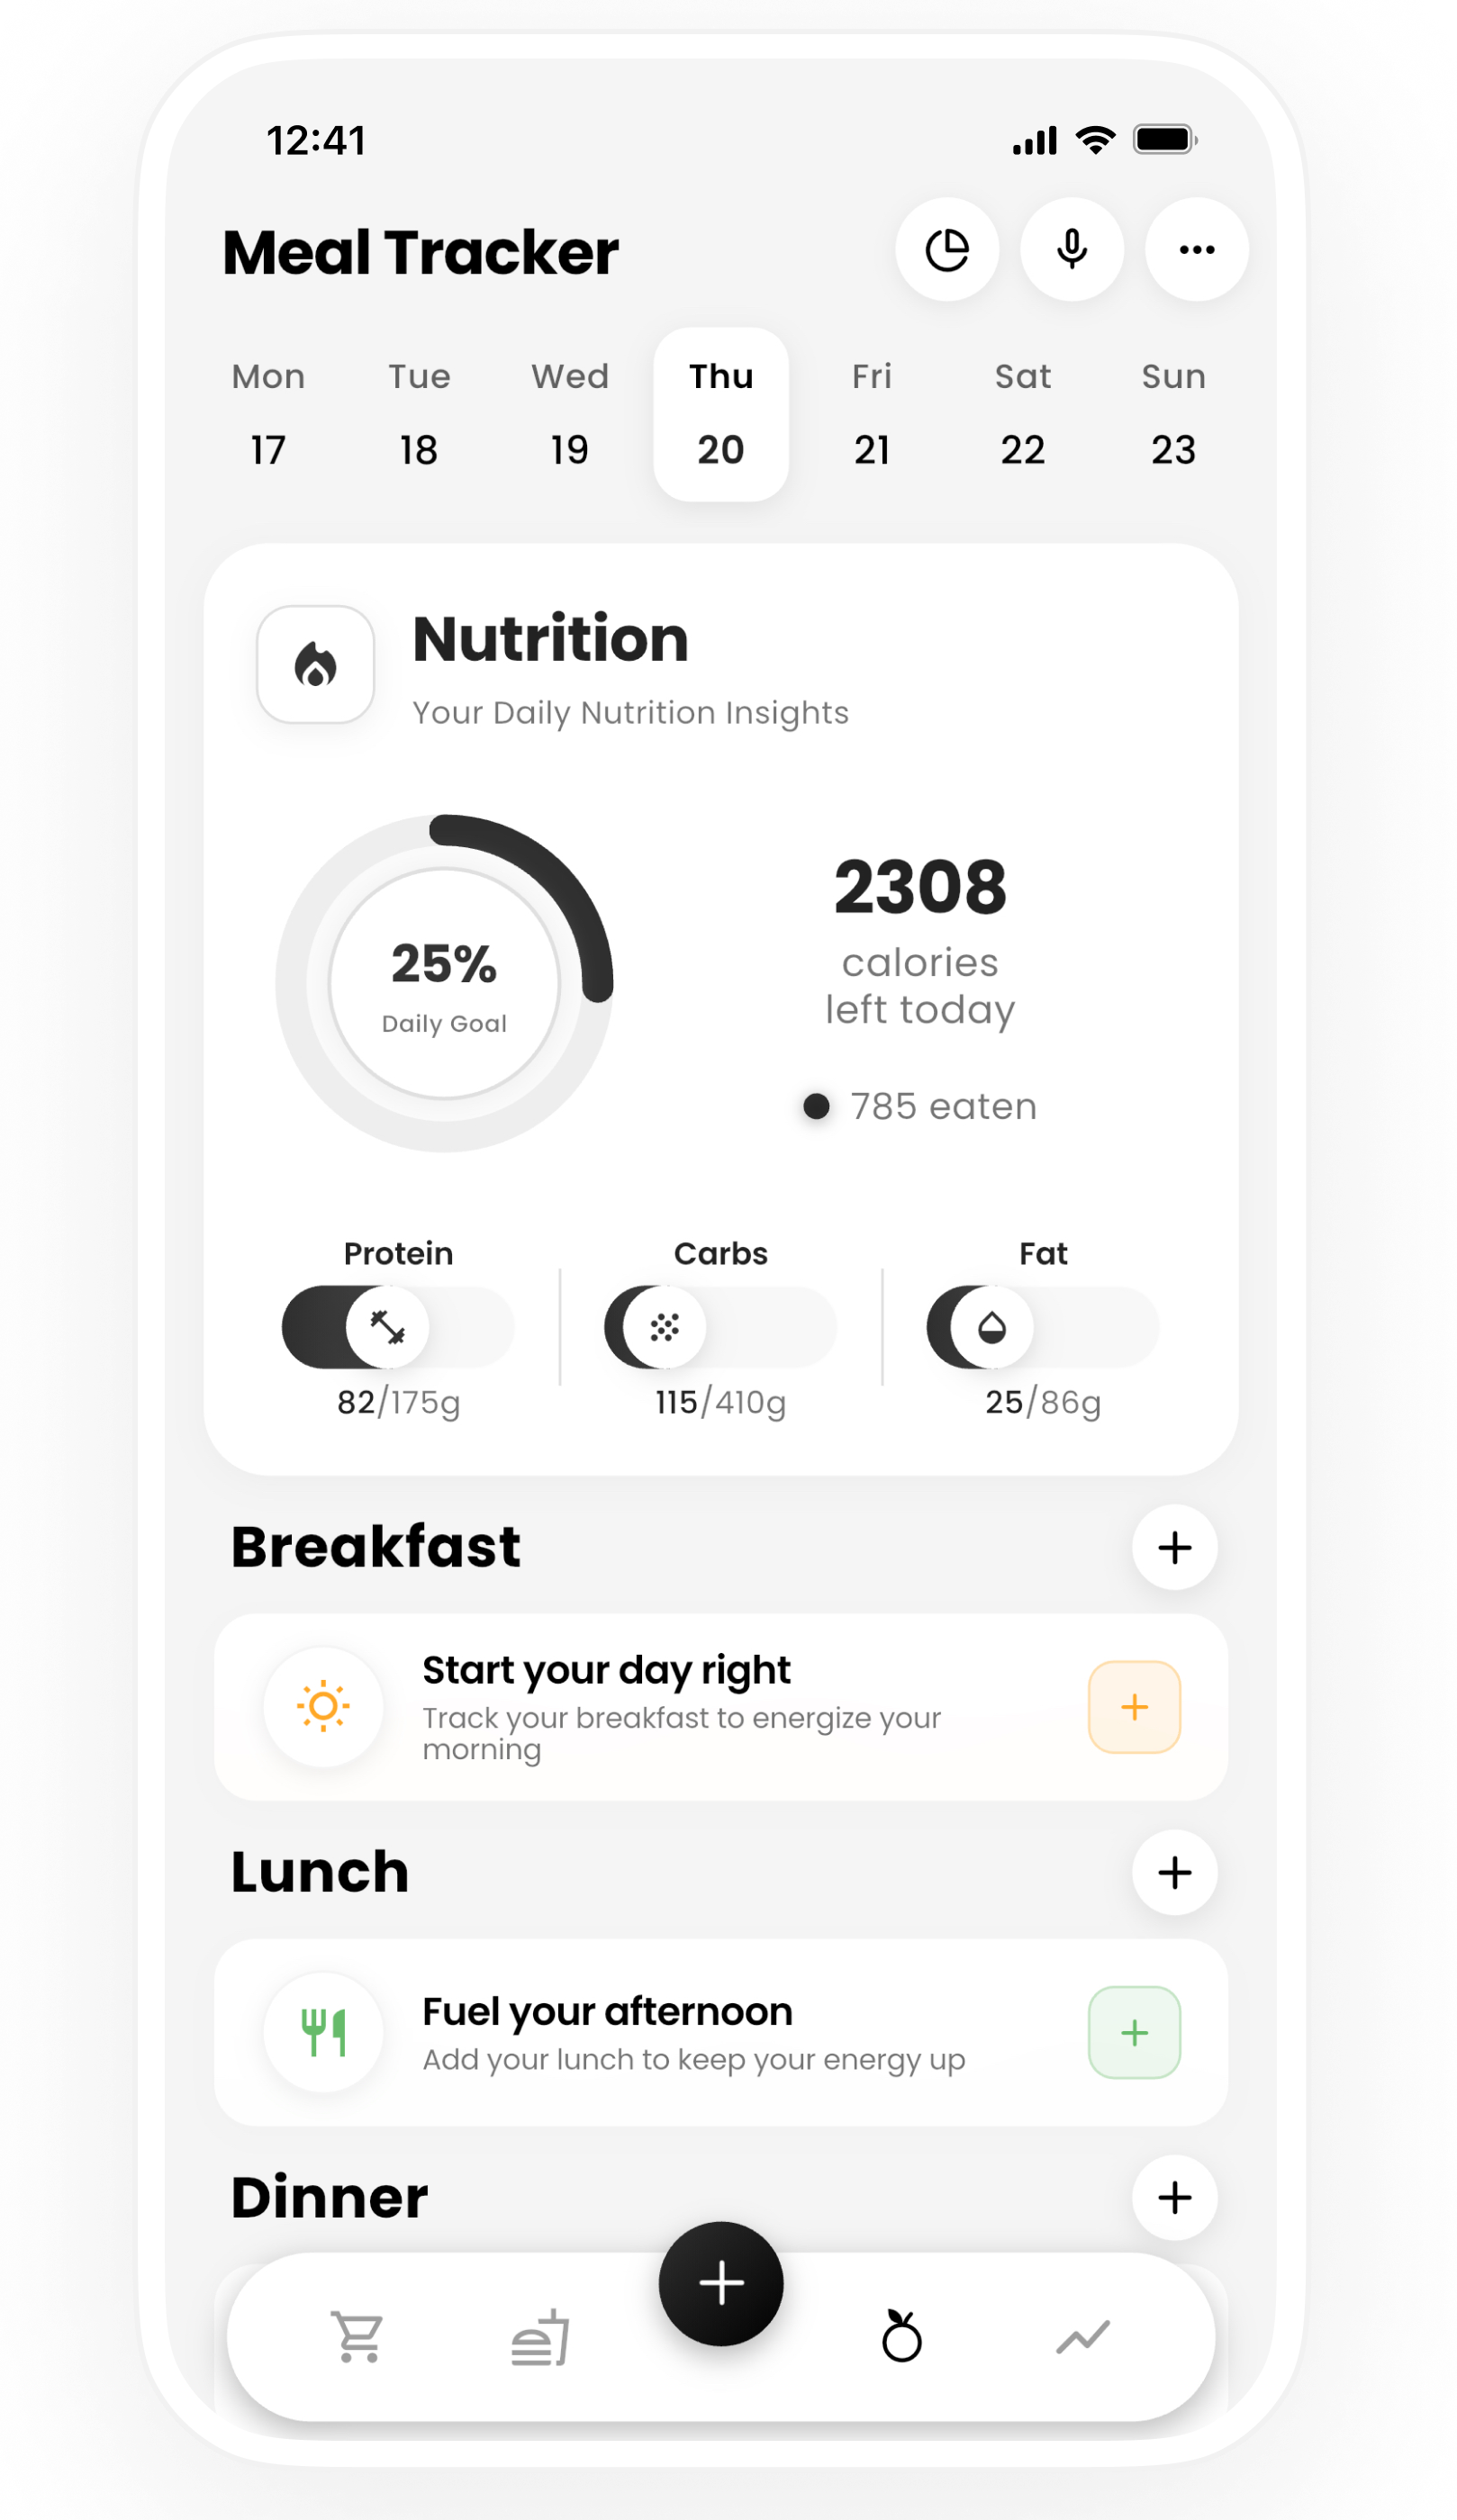 12:41
Meal Tracker
Mon Tue Wed Thu Fri Sat Sun
17 18 19 20 21 22 23
Nutrition
Your Daily Nutrition Insights
25%
Daily Goal
2308
calories
left today
785 eaten
Protein Carbs Fat
82/175g 115/410g 25/86g
Breakfast
Start your day right
Track your breakfast to energize your
morning
Lunch
Fuel your afternoon
Add your lunch to keep your energy up
Dinner